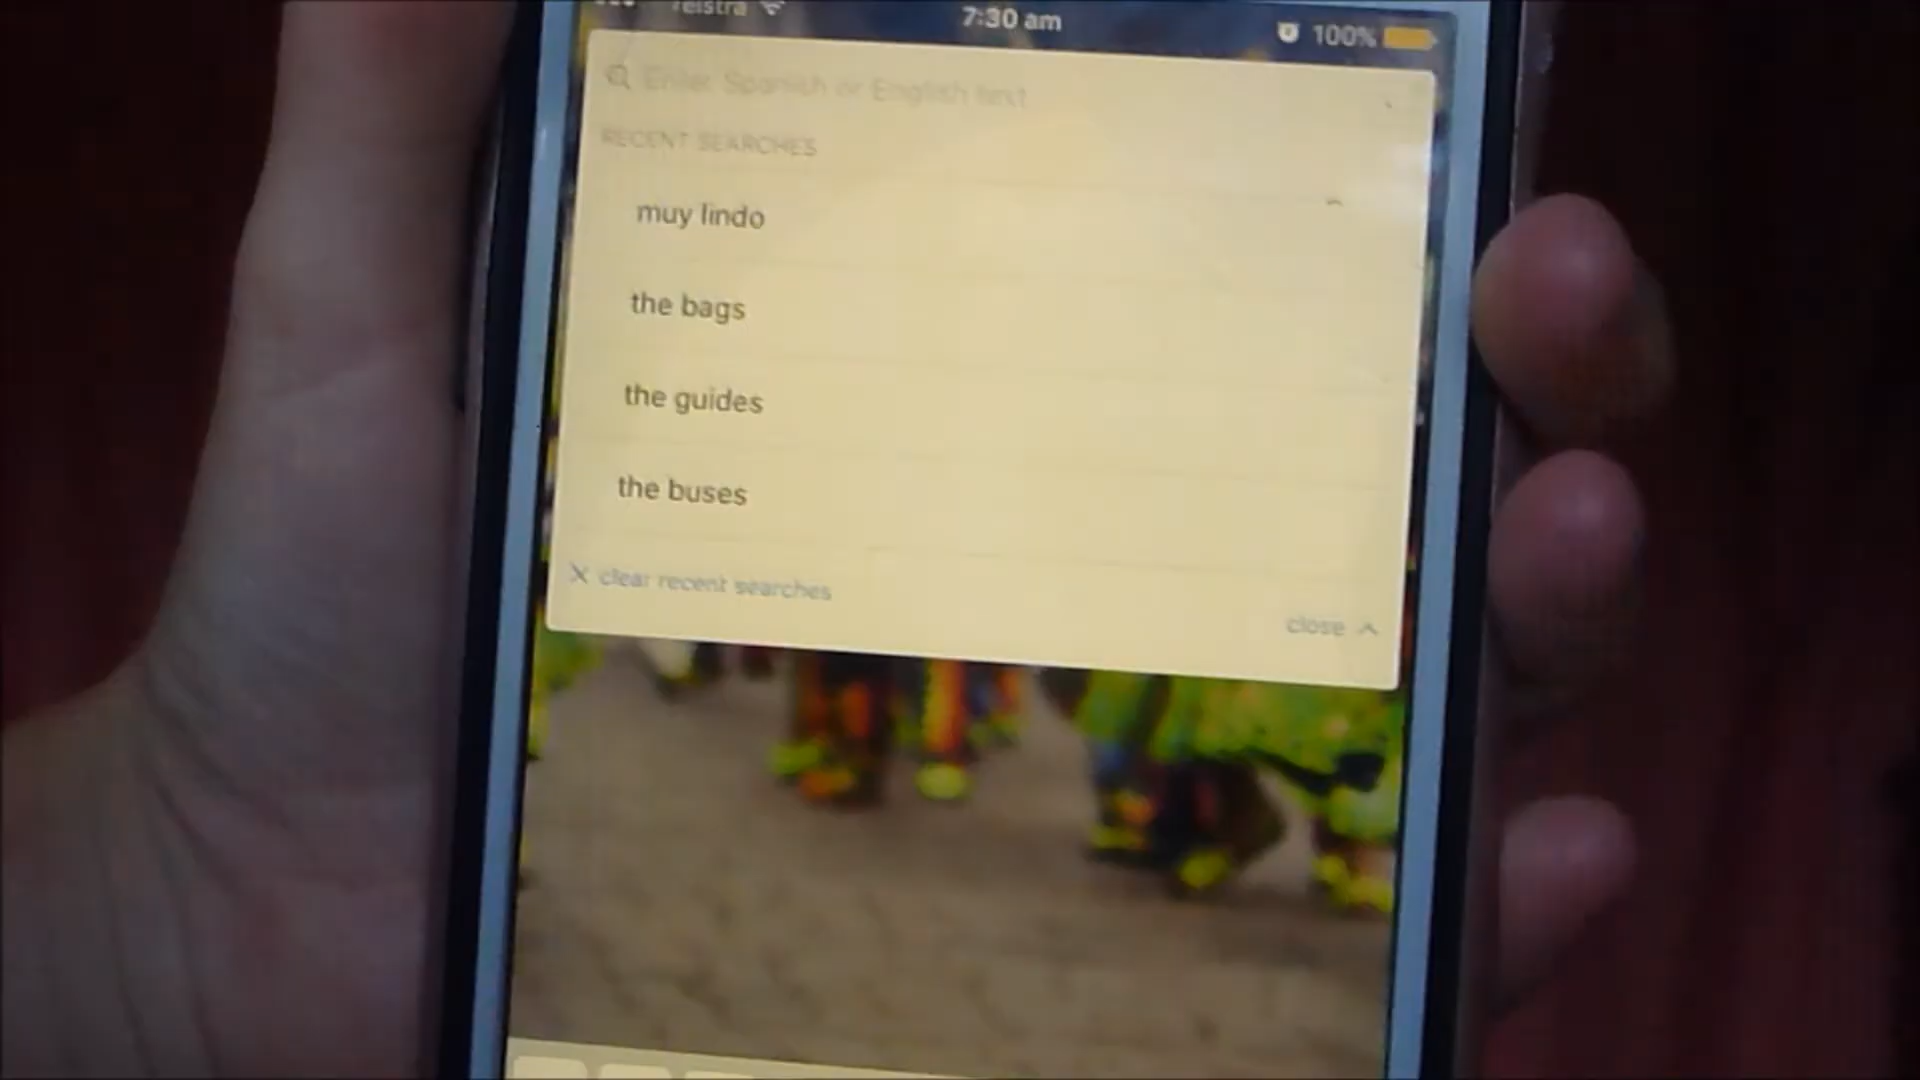 Telstra
7:30 am
100%
Enter Spanish or English text
RECENT SEARCHES
muy lindo
the bags
the guides
the buses
clear recent searches
close